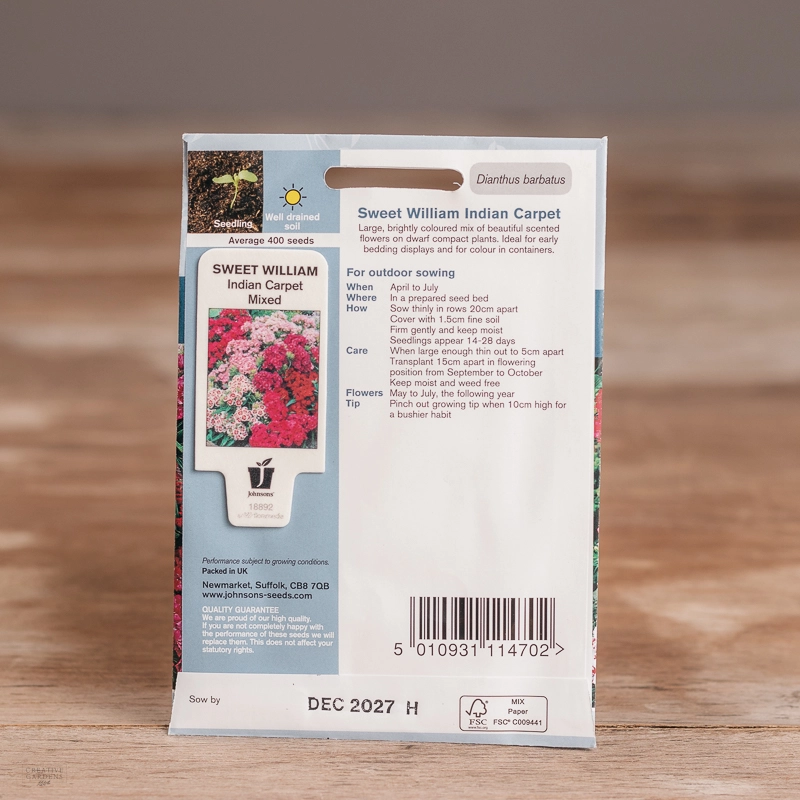 Seedling
Well drained
soil
Average 400 seeds
SWEET WILLIAM
Indian Carpet
Mixed
Johnsons
16892
Performance subject to growing conditions.
Packed in UK
Newmarket, Suffolk, CB8 7QB
www.johnsons-seeds.com
QUALITY GUARANTEE
We are proud of our high quality.
If you are not completely happy with
the performance of these seeds we will
replace them. This does not affect your
statutory rights.
Dianthus barbatus
Sweet William Indian Carpet
Large, brightly coloured mix of beautiful scented
flowers on dwarf compact plants. Ideal for early
bedding displays and for colour in containers.
For outdoor sowing
When April to July
Where In a prepared seed bed
How Sow thinly in rows 20cm apart
Cover with 1.5cm fine soil
Firm gently and keep moist
Seedlings appear 14-28 days
Care When large enough thin out to 5cm apart
Transplant 15cm apart in flowering
position from September to October
Keep moist and weed free
Flowers May to July, the following year
Tip Pinch out growing tip when 10cm high for
a bushier habit
5 010931 114702 >
Sow by
DEC 2027 H
FSC
www.fsc.org
MIX
Paper
FSC® C009441
CREATIVE
GARDENS